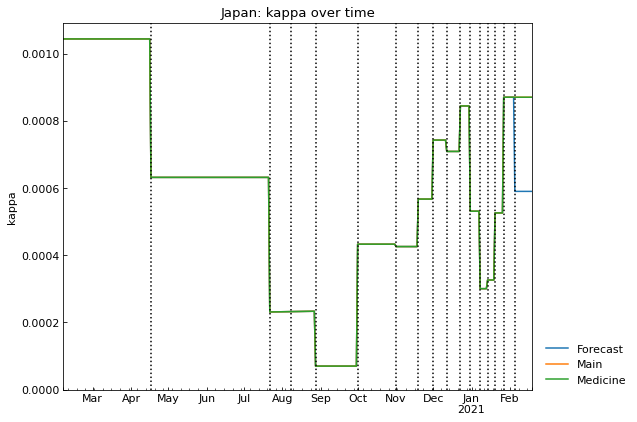 Japan: kappa over time
kappa
0.0010
0.0008
0.0006
0.0004
0.0002
0.0000
Mar Apr May Jun Jul Aug Sep Oct Nov Dec Jan Feb
2021
Forecast
Main
Medicine